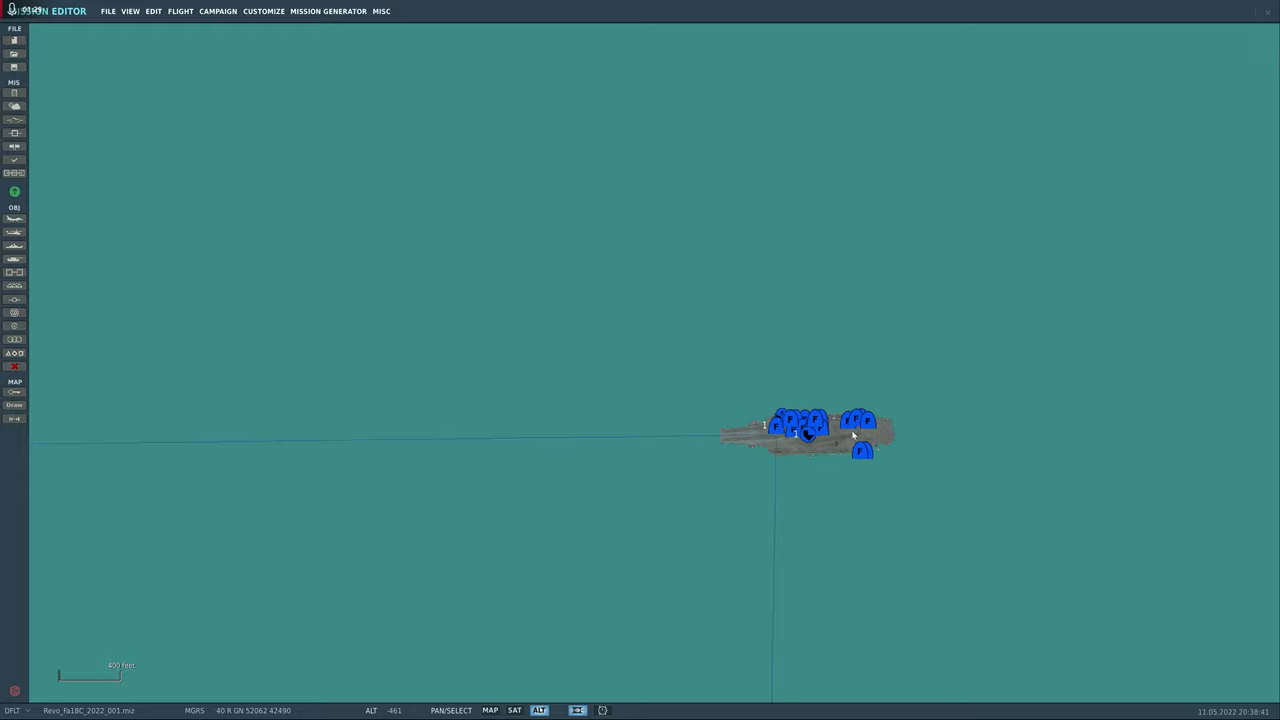 MISSION EDITOR FILE VIEW EDIT FLIGHT CAMPAIGN CUSTOMIZE MISSION GENERATOR MISC
FILE
MIS
OBJ
MAP
Draw
1
F
F
F
F
F
F
1
F
400 feet
DFLT Revo_Fa18C_2022_001.miz MGRS 40 R GN 52062 42490 ALT -461 PAN/SELECT MAP SAT ALT 11.05.2022 20:38:41